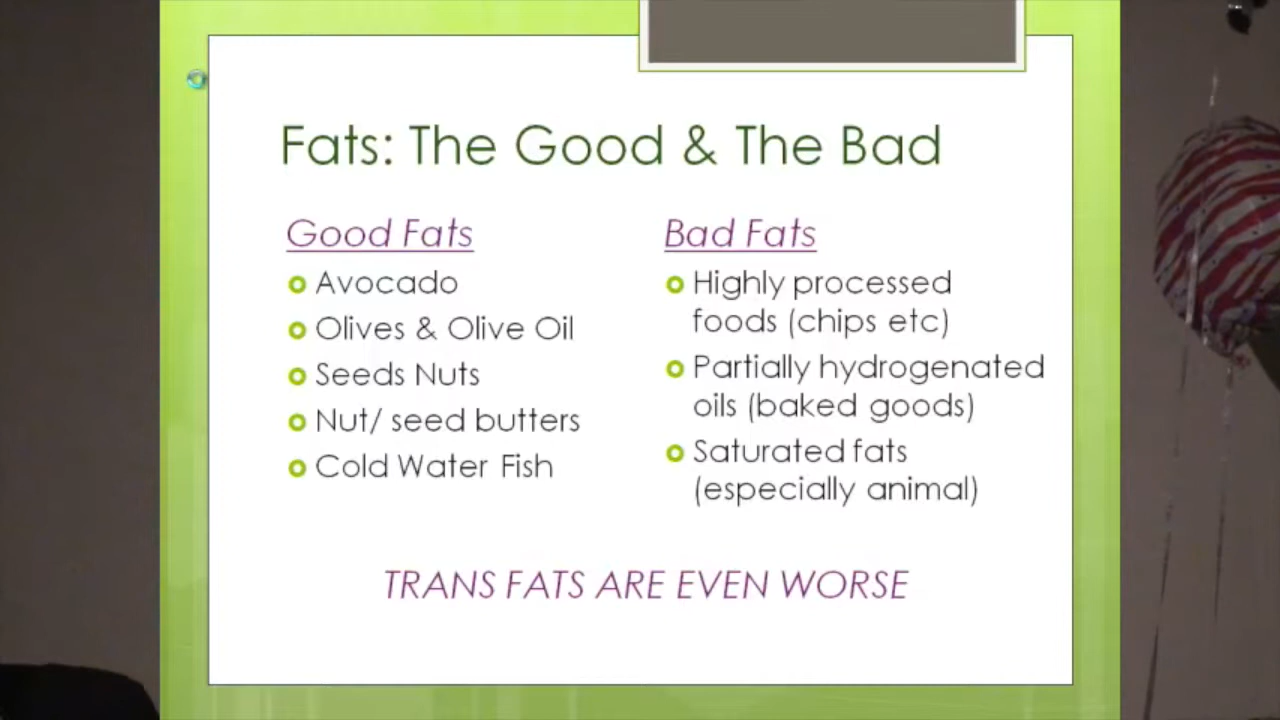 Fats: The Good & The Bad
Good Fats
Avocado
Olives & Olive Oil
Seeds Nuts
Nut/ seed butters
Cold Water Fish
Bad Fats
Highly processed
foods (chips etc)
Partially hydrogenated
oils (baked goods)
Saturated fats
(especially animal)
TRANS FATS ARE EVEN WORSE